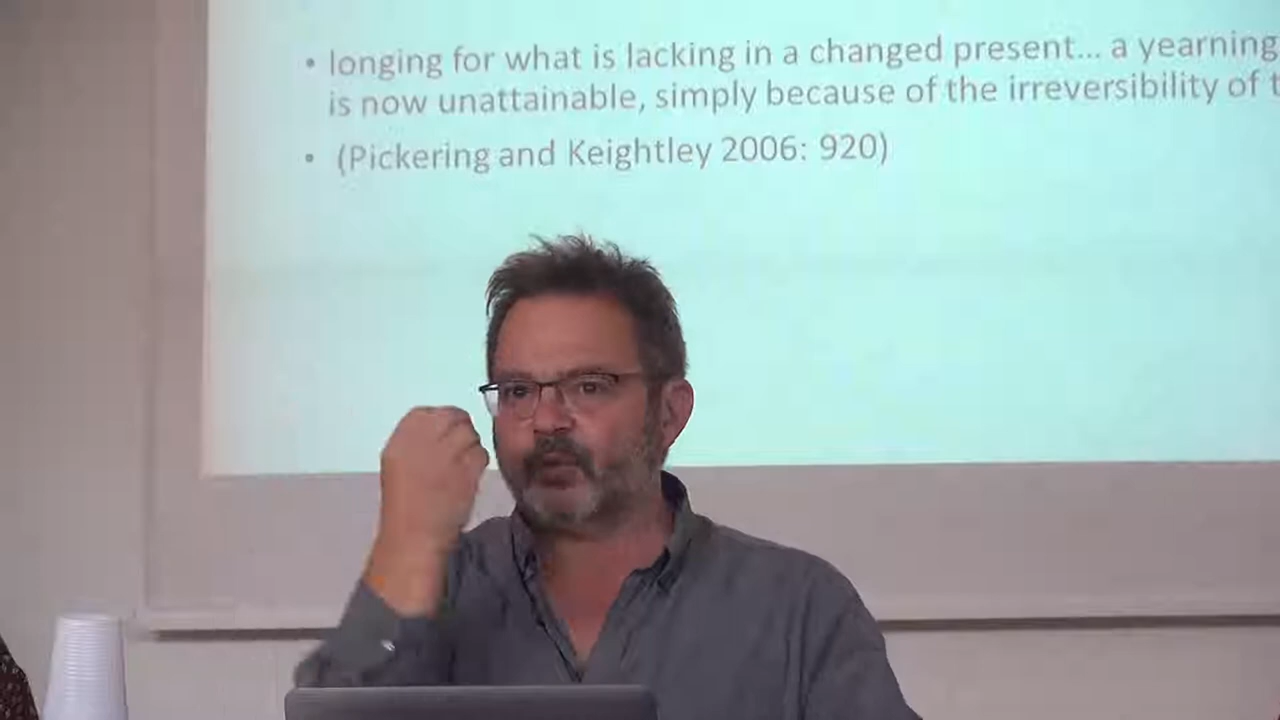 • longing for what is lacking in a changed present… a yearning
is now unattainable, simply because of the irreversibility of
• (Pickering and Keightley 2006: 920)